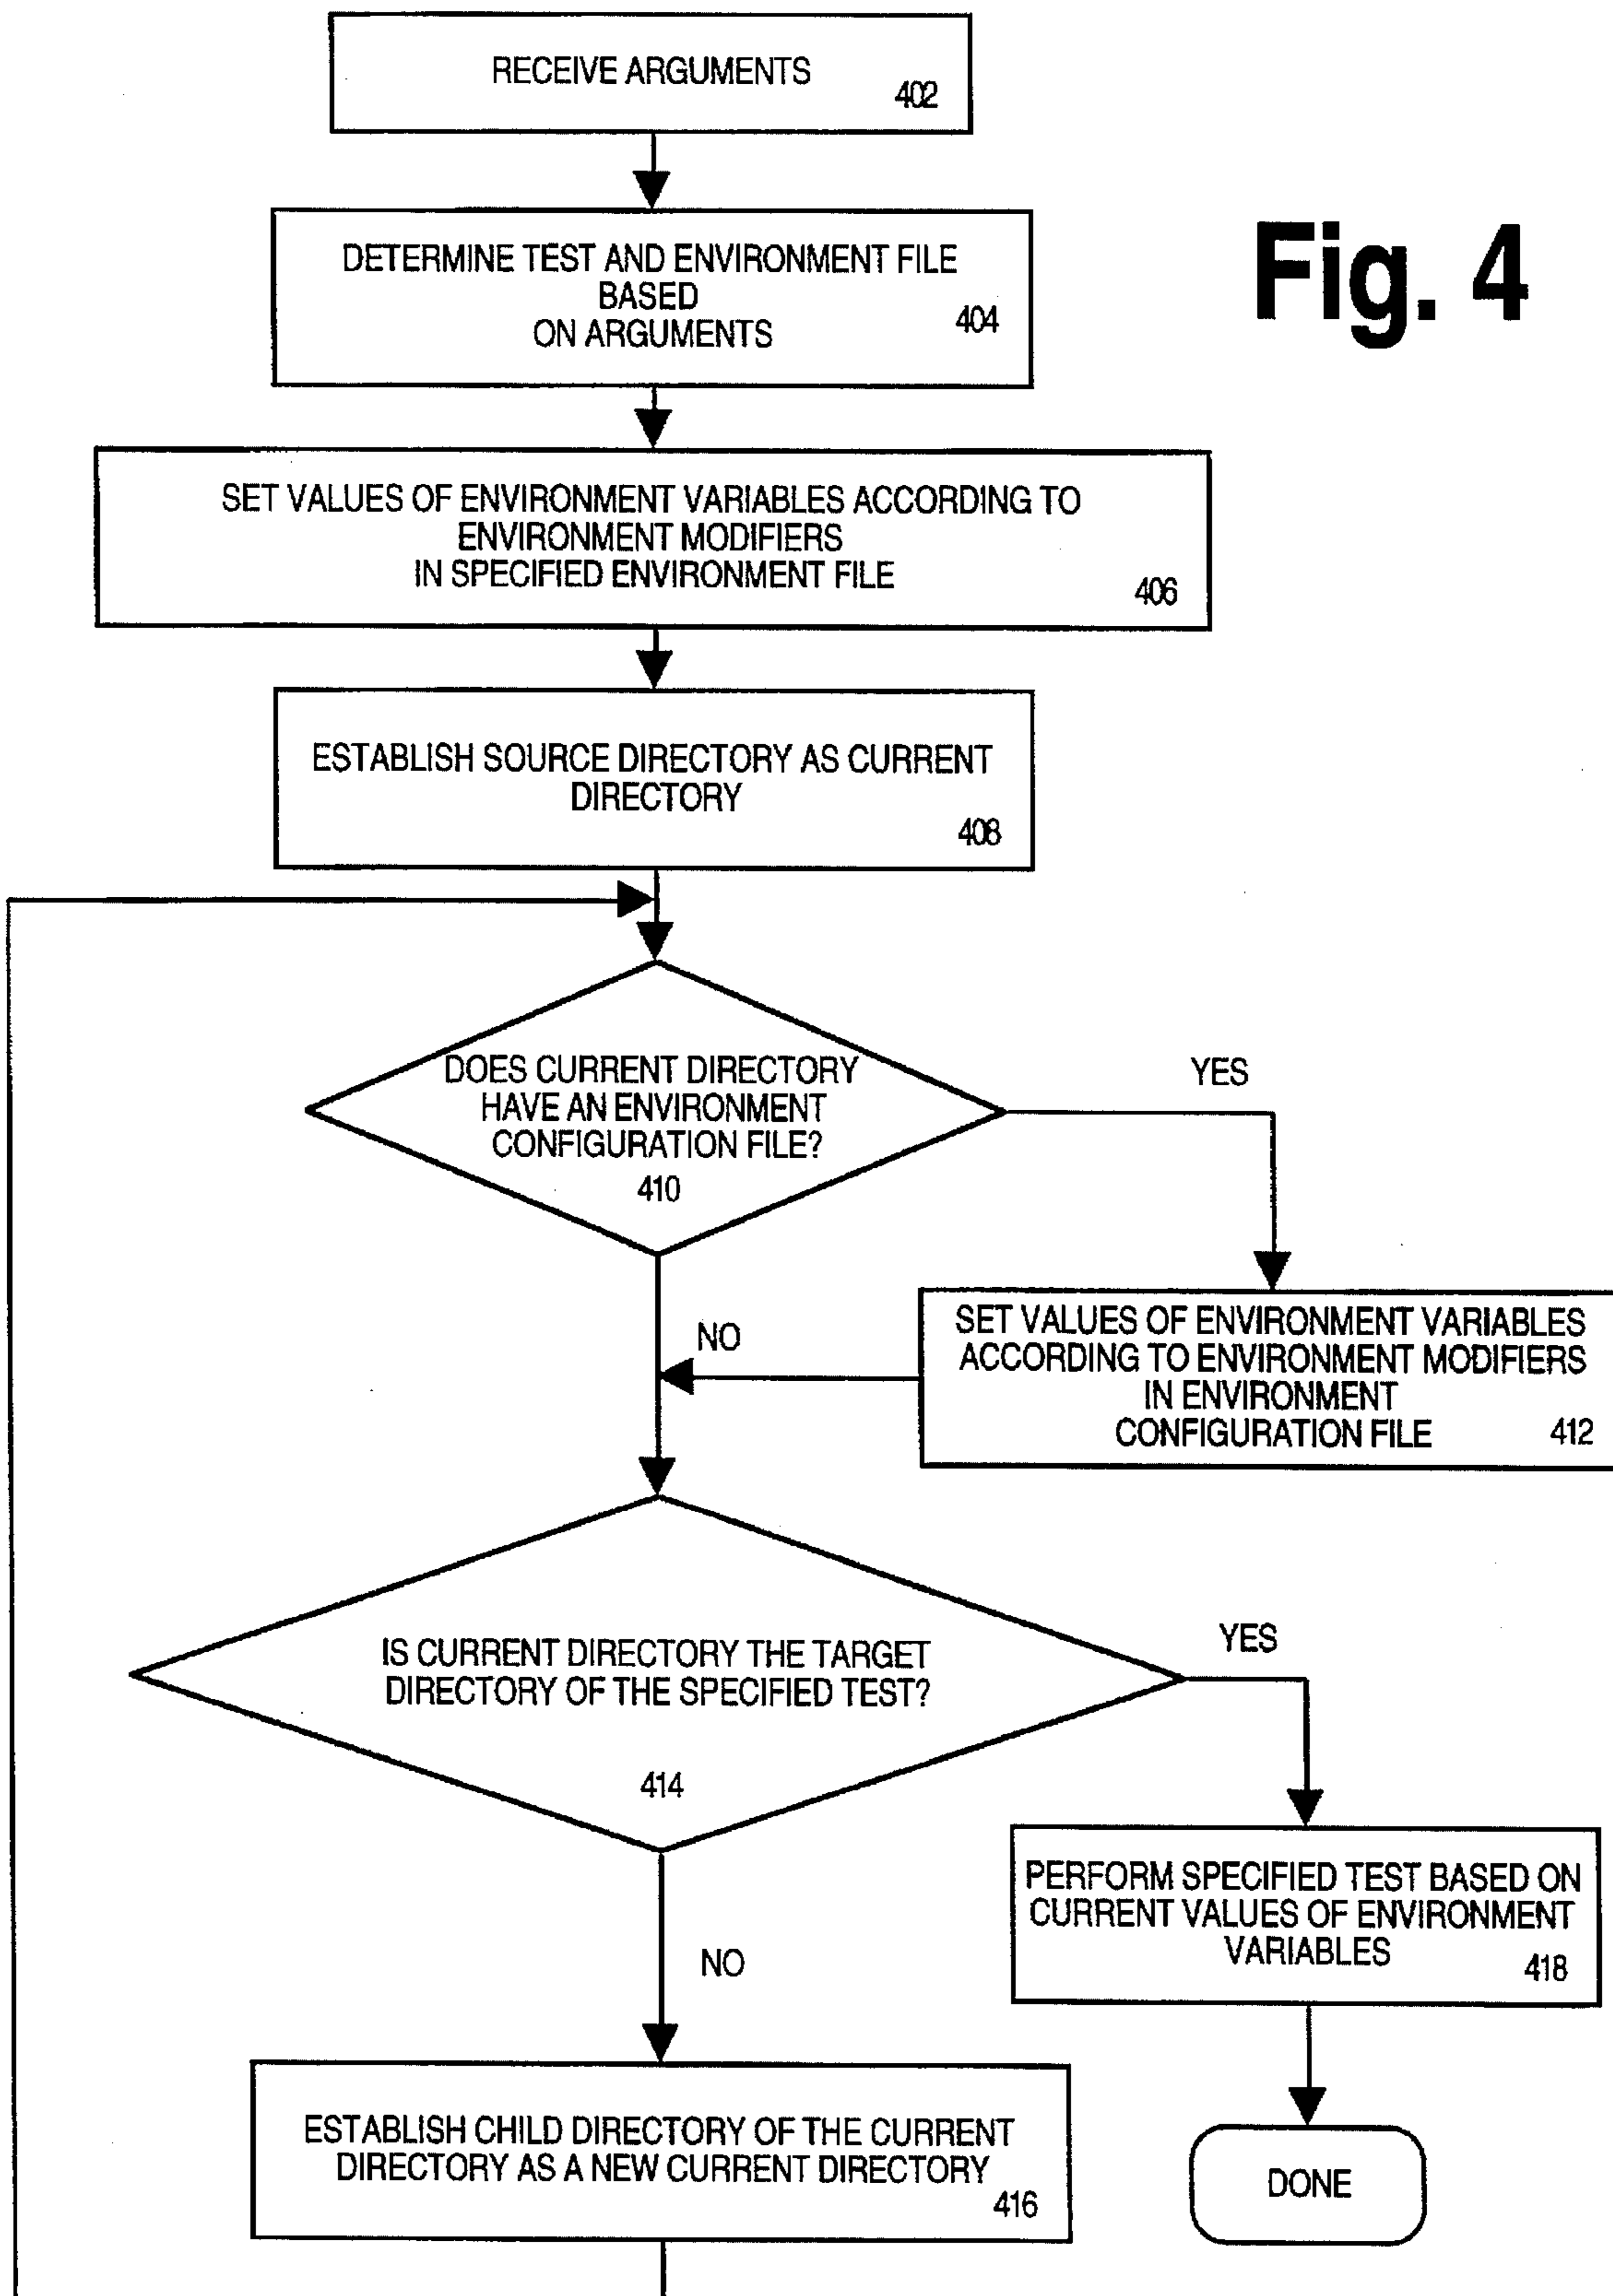 RECEIVE ARGUMENTS
402
Fig. 4
DETERMINE TEST AND ENVIRONMENT FILE
BASED
ON ARGUMENTS
404
SET VALUES OF ENVIRONMENT VARIABLES ACCORDING TO
ENVIRONMENT MODIFIERS
IN SPECIFIED ENVIRONMENT FILE
406
ESTABLISH SOURCE DIRECTORY AS CURRENT
DIRECTORY
408
DOES CURRENT DIRECTORY
HAVE AN ENVIRONMENT
CONFIGURATION FILE?
410
YES
NO
SET VALUES OF ENVIRONMENT VARIABLES
ACCORDING TO ENVIRONMENT MODIFIERS
IN ENVIRONMENT
CONFIGURATION FILE
412
IS CURRENT DIRECTORY THE TARGET
DIRECTORY OF THE SPECIFIED TEST?
414
YES
PERFORM SPECIFIED TEST BASED ON
CURRENT VALUES OF ENVIRONMENT
VARIABLES
418
NO
ESTABLISH CHILD DIRECTORY OF THE CURRENT
DIRECTORY AS A NEW CURRENT DIRECTORY
416
DONE